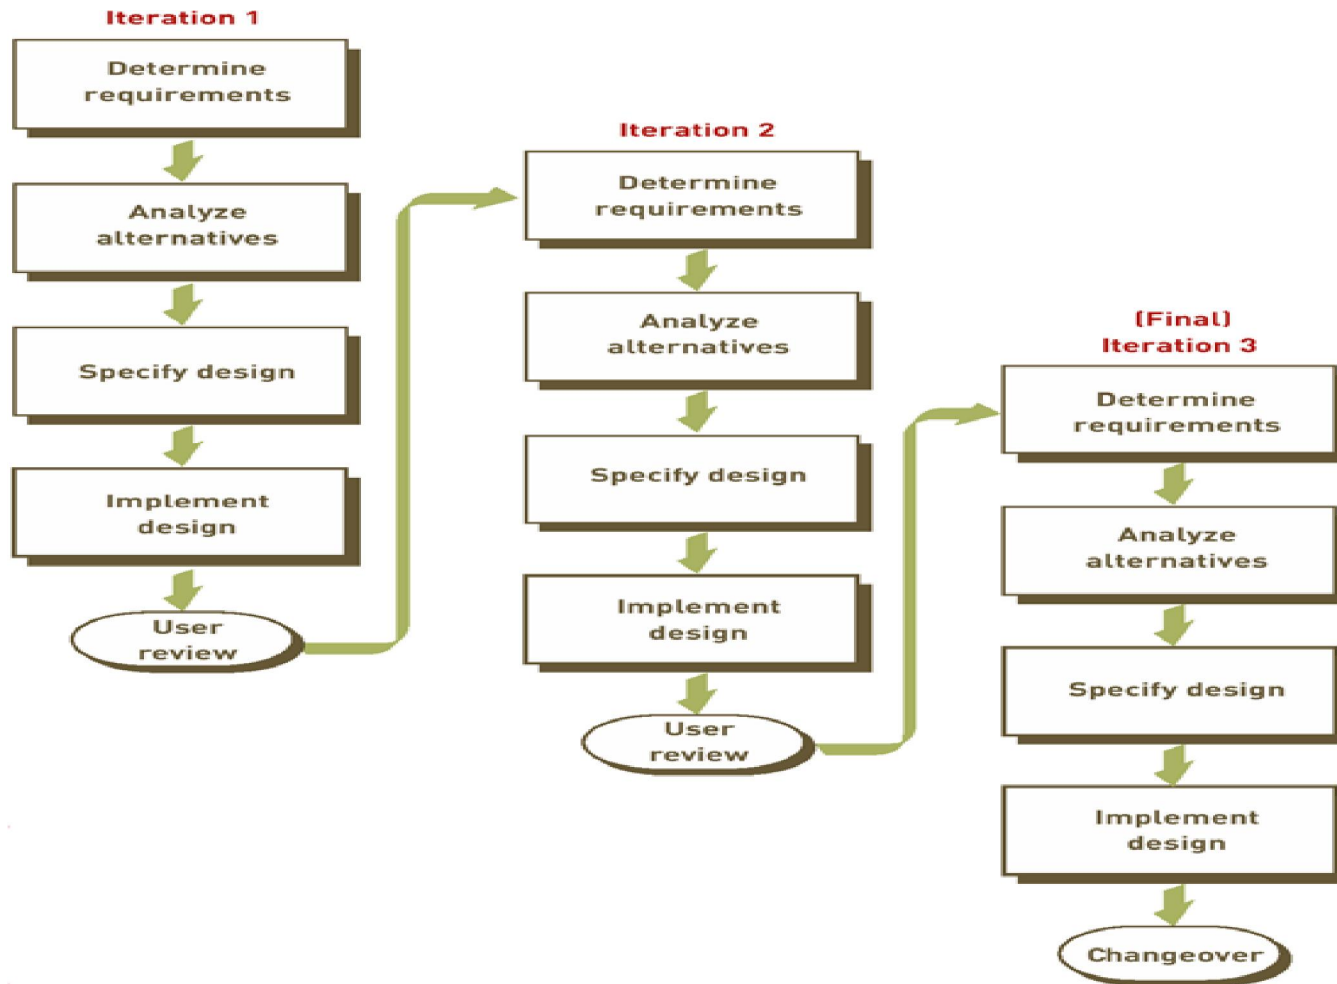 Iteration 1
Determine
requirements
Analyze
alternatives
Specify design
Implement
design
User
review
Iteration 2
Determine
requirements
Analyze
alternatives
Specify design
Implement
design
User
review
(Final)
Iteration 3
Determine
requirements
Analyze
alternatives
Specify design
Implement
design
Changeover